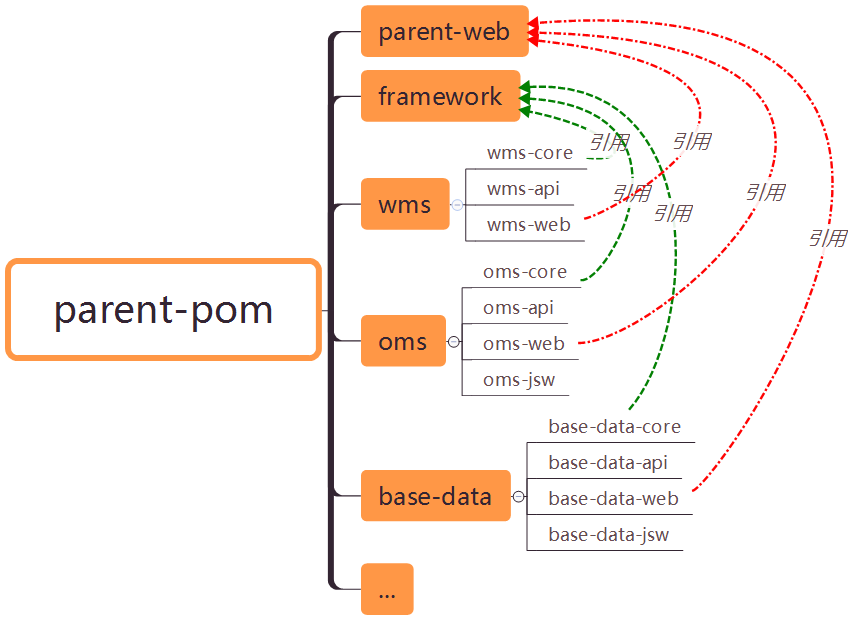 parent-web
framework
wms-core
引用
引用
wms-api
引用
引用
wms
引用
wms-web
引用
oms-core
parent-pom
oms-api
oms
oms-web
oms-jsw
base-data-core
base-data-api
base-data
base-data-web
base-data-jsw
...